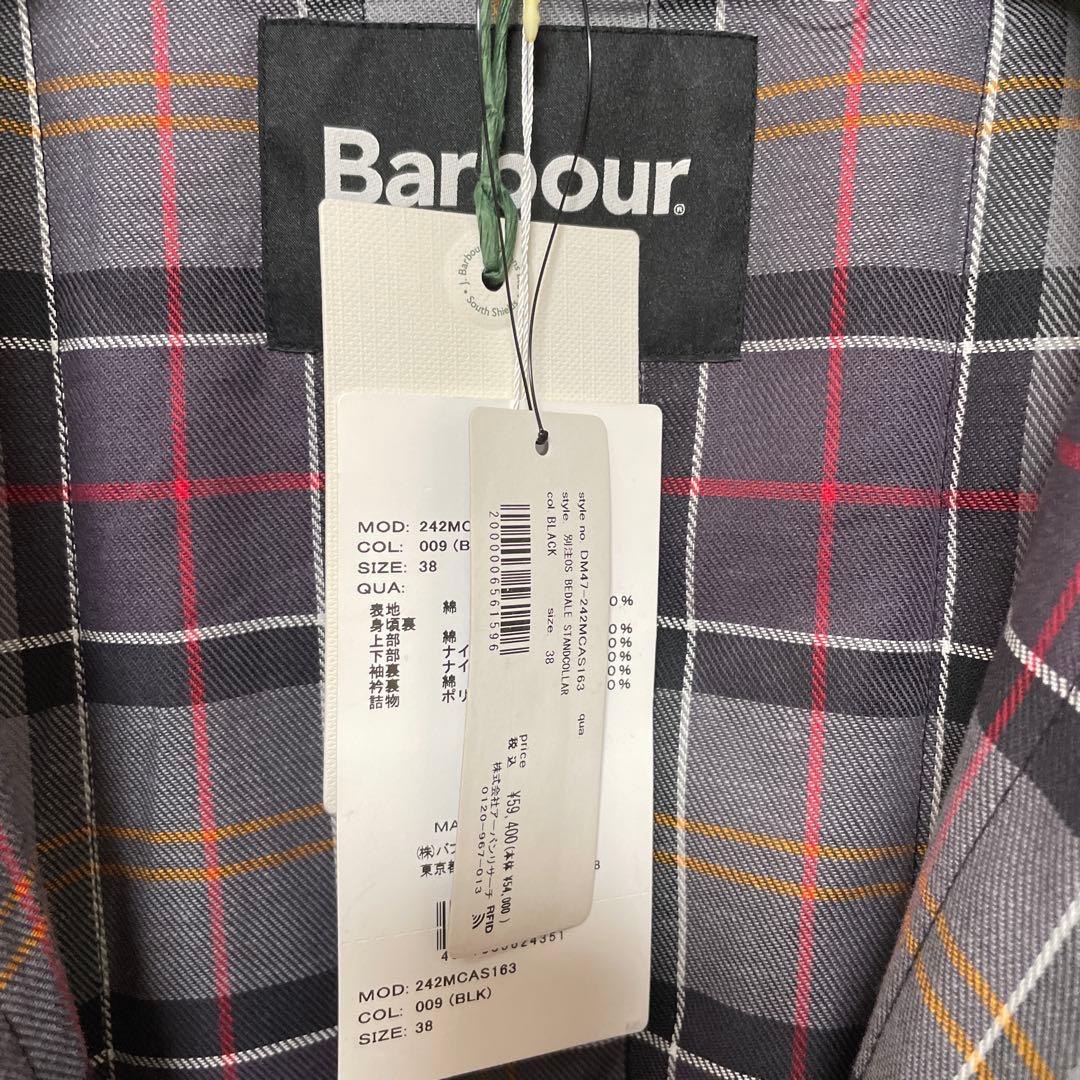 Barbour®
J. Barbour
South Shields
MOD: 242MC
COL: 009 (B
SIZE: 38
QUA:
表地 綿 0%
身頃裏
上部 綿 0%
下部 ナイ 0%
袖裏 ナイ 0%
衿裏 綿 0%
詰物 ポリ 0%
MA
(株)バブ
東京都 8
24351
MOD: 242MCAS163
COL: 009 (BLK)
SIZE: 38
style no DM47-242MCAS163 qua
style. 別注OS BEDALE STANDCOLLAR
col BLACK size. 38
2000006561596
price
税込 ¥59,400(本体 ¥54,000)
株式会社アーバンリサーチ RFID
0120-967-013